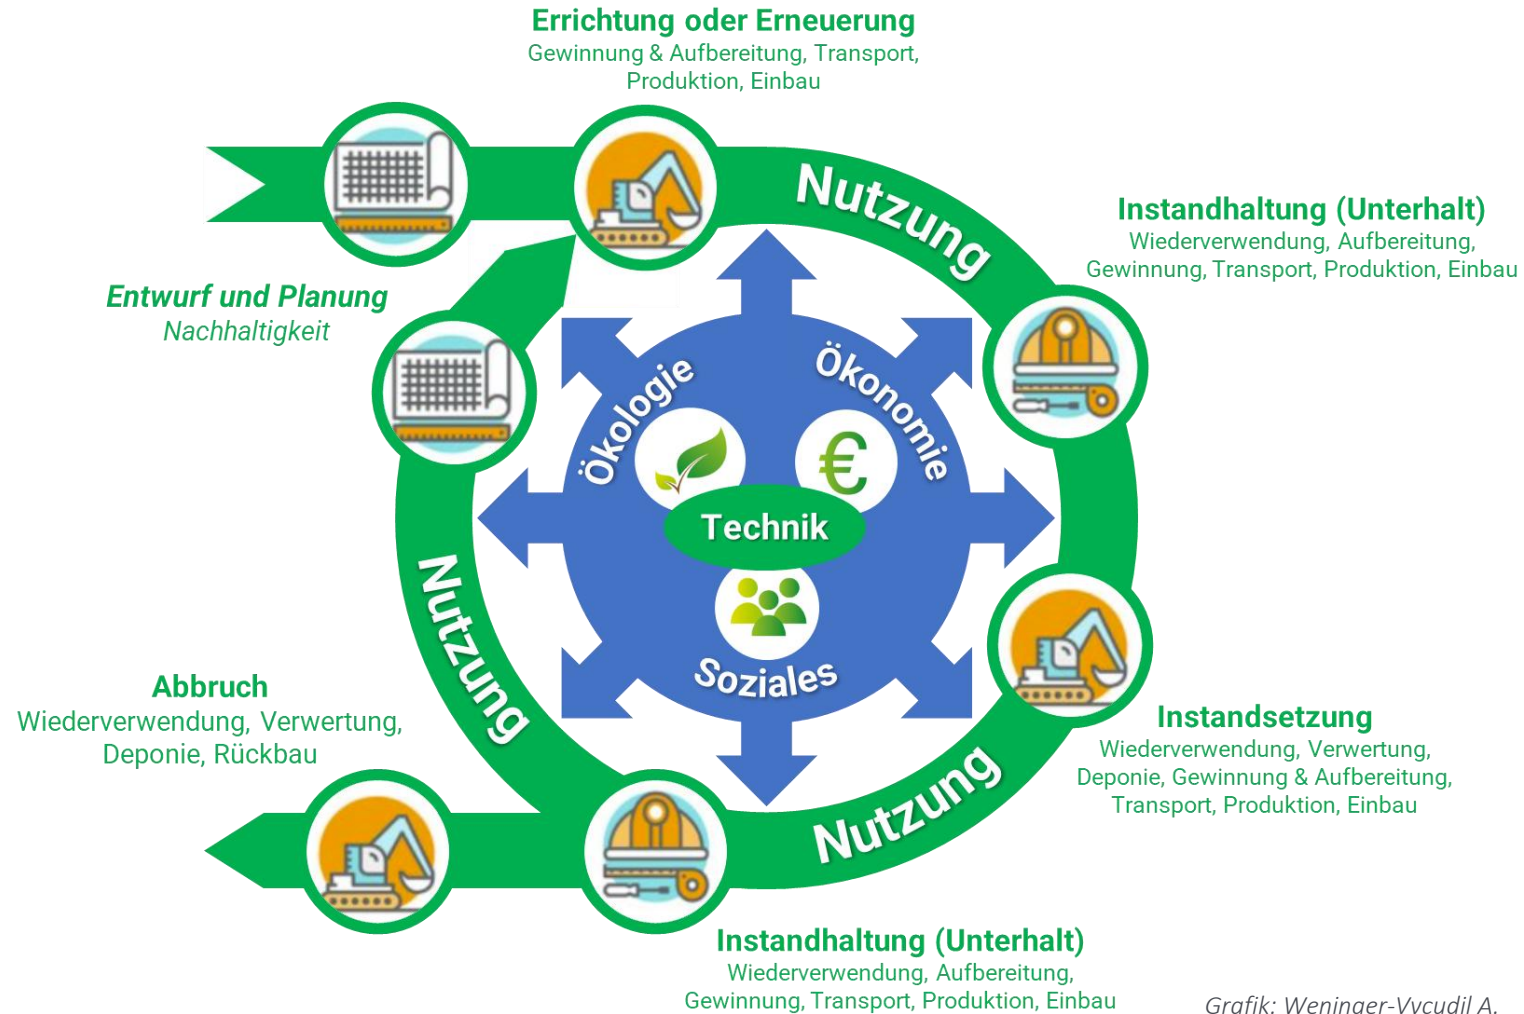 Errichtung oder Erneuerung
Gewinnung & Aufbereitung, Transport,
Produktion, Einbau
Nutzung
Instandhaltung (Unterhalt)
Wiederverwendung, Aufbereitung,
Gewinnung, Transport, Produktion, Einbau
Entwurf und Planung
Nachhaltigkeit
Ökologie
Ökonomie
€
Technik
Soziales
Nutzung
Nutzung
Abbruch
Wiederverwendung, Verwertung,
Deponie, Rückbau
Instandsetzung
Wiederverwendung, Verwertung,
Deponie, Gewinnung & Aufbereitung,
Transport, Produktion, Einbau
Instandhaltung (Unterhalt)
Wiederverwendung, Aufbereitung,
Gewinnung, Transport, Produktion, Einbau
Grafik: Weninger-Vycudil A.